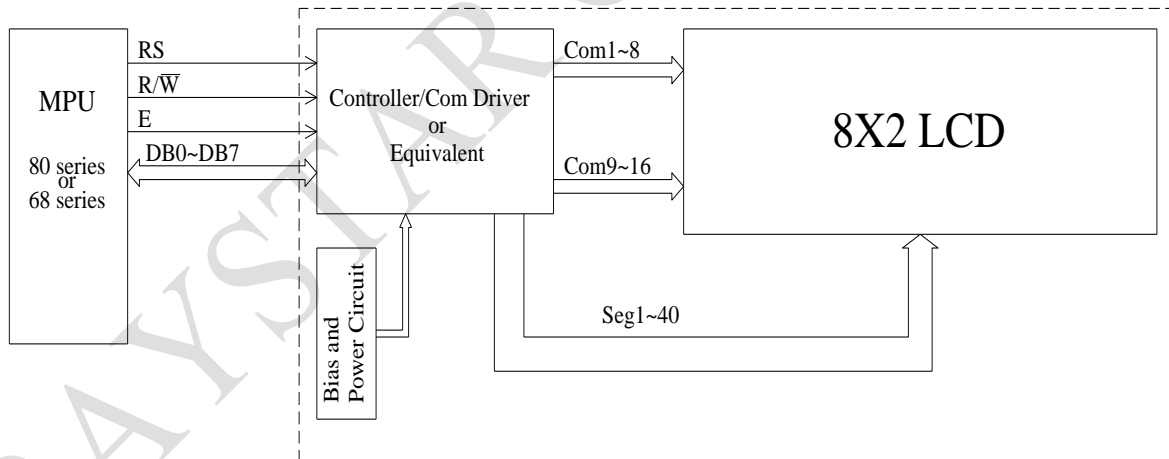 MPU
80 series
or
68 series
RS
R/W̅
E
DB0~DB7
Controller/Com Driver
or
Equivalent
Bias and
Power Circuit
Com1~8
Com9~16
Seg1~40
8X2 LCD
AYSTAR